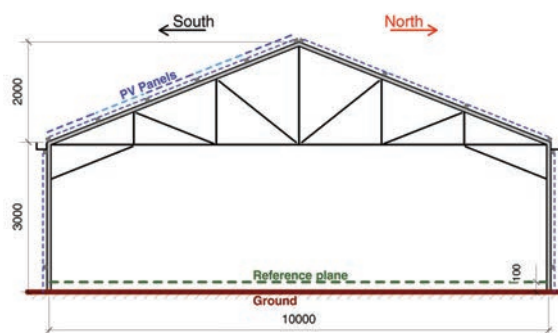 South
North
PV Panels
2000
3000
Reference plane
100
Ground
10000